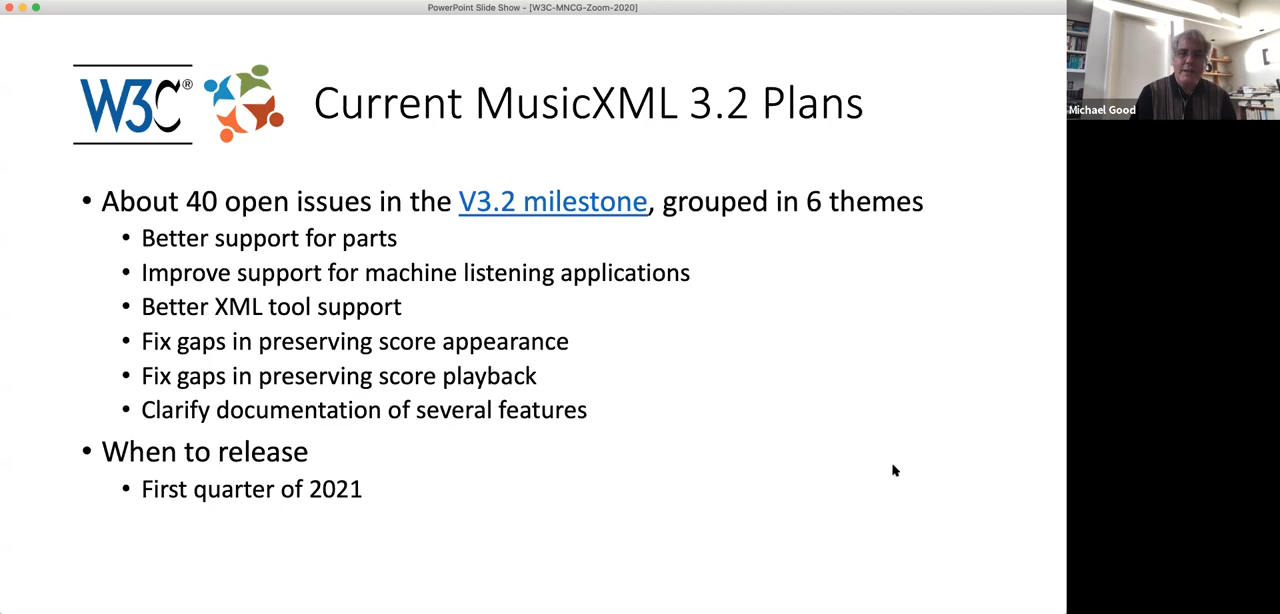 PowerPoint Slide Show - [W3C-MNCG-Zoom-2020]
W3C® Current MusicXML 3.2 Plans
Michael Good
• About 40 open issues in the V3.2 milestone, grouped in 6 themes
• Better support for parts
• Improve support for machine listening applications
• Better XML tool support
• Fix gaps in preserving score appearance
• Fix gaps in preserving score playback
• Clarify documentation of several features
• When to release
• First quarter of 2021